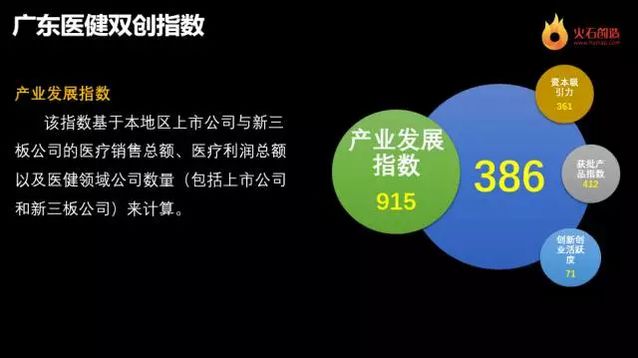 广东医健双创指数
火石创造
产业发展指数
该指数基于本地区上市公司与新三
板公司的医疗销售总额、医疗利润总额
以及医健领域公司数量（包括上市公司
和新三板公司）来计算。
产业发展
指数
915
386
资本吸
引力
361
获批产
品指数
412
创新创
业活跃
度
71